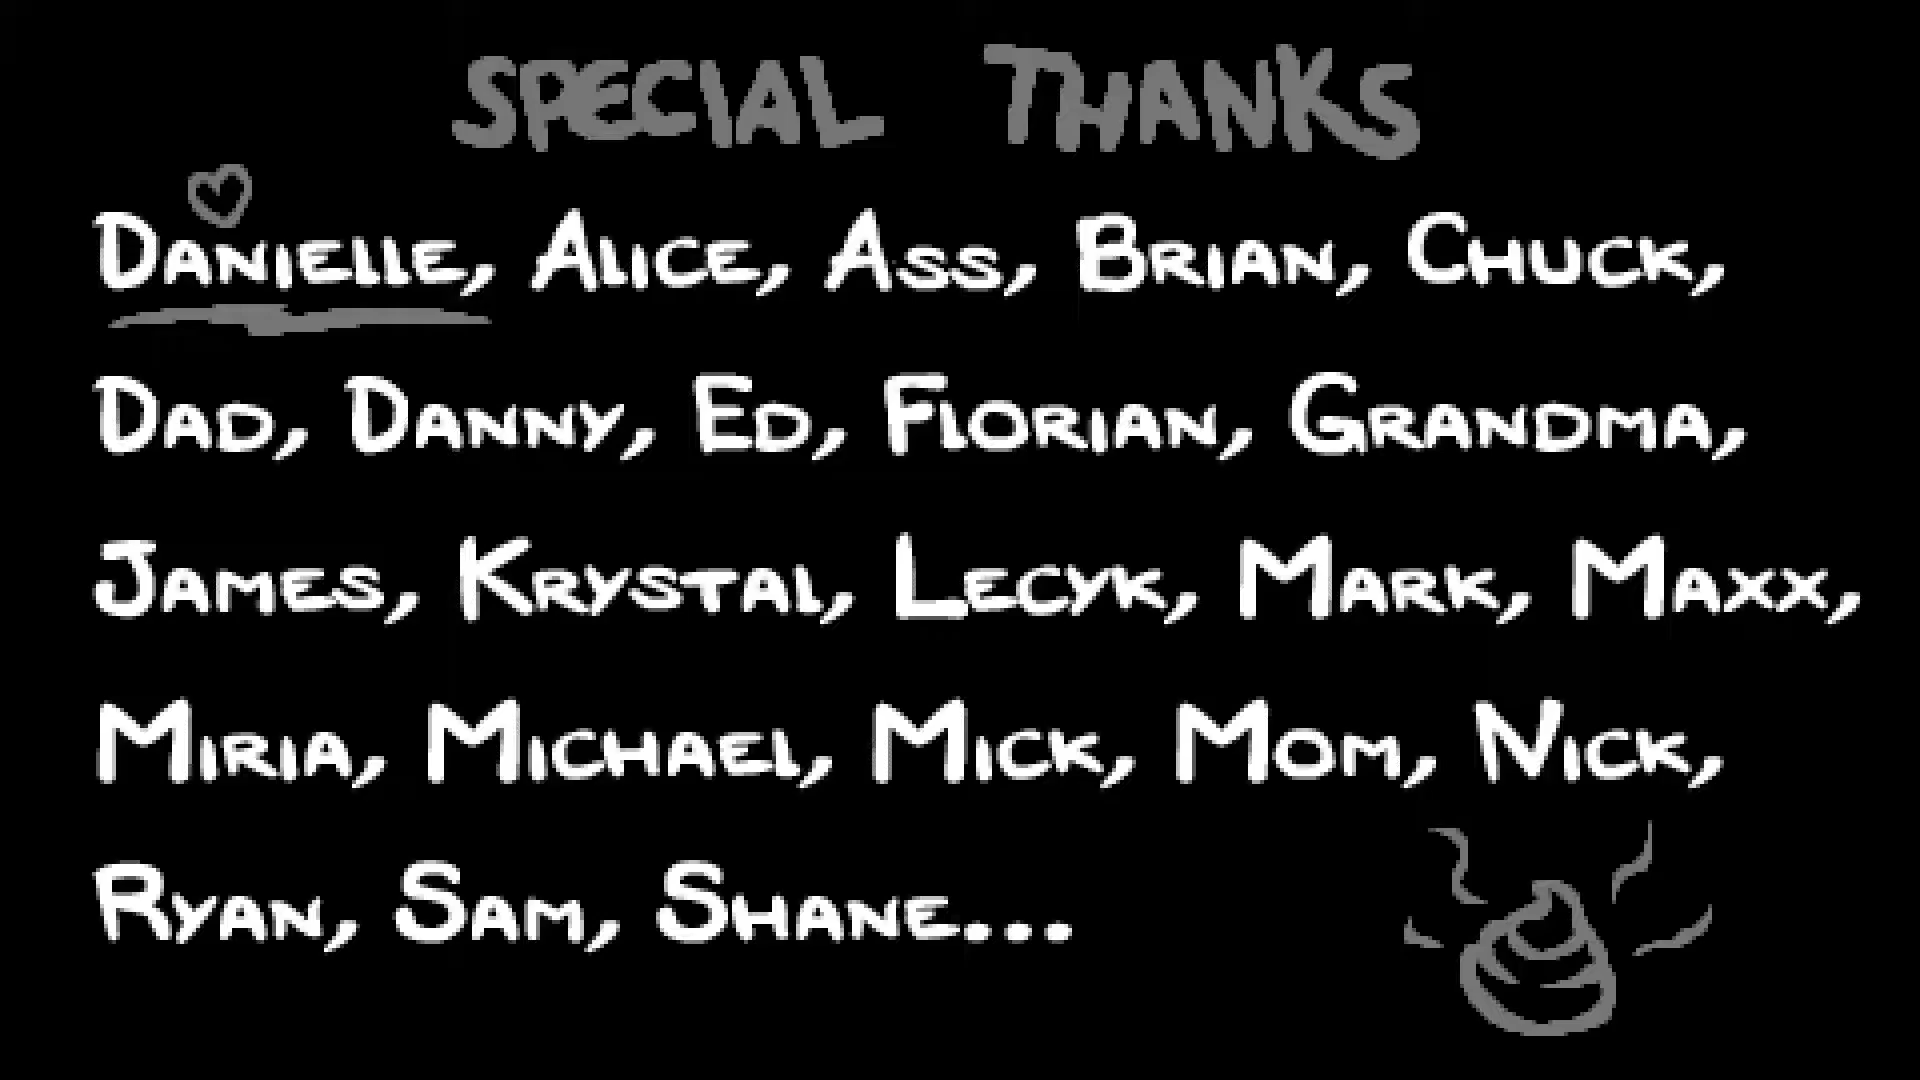 SPECIAL THANKS
DANIELLE, ALICE, ASS, BRIAN, CHUCK,
DAD, DANNY, ED, FLORIAN, GRANDMA,
JAMES, KRYSTAL, LECYK, MARK, MAXX,
MIRIA, MICHAEL, MICK, MOM, NICK,
RYAN, SAM, SHANE...